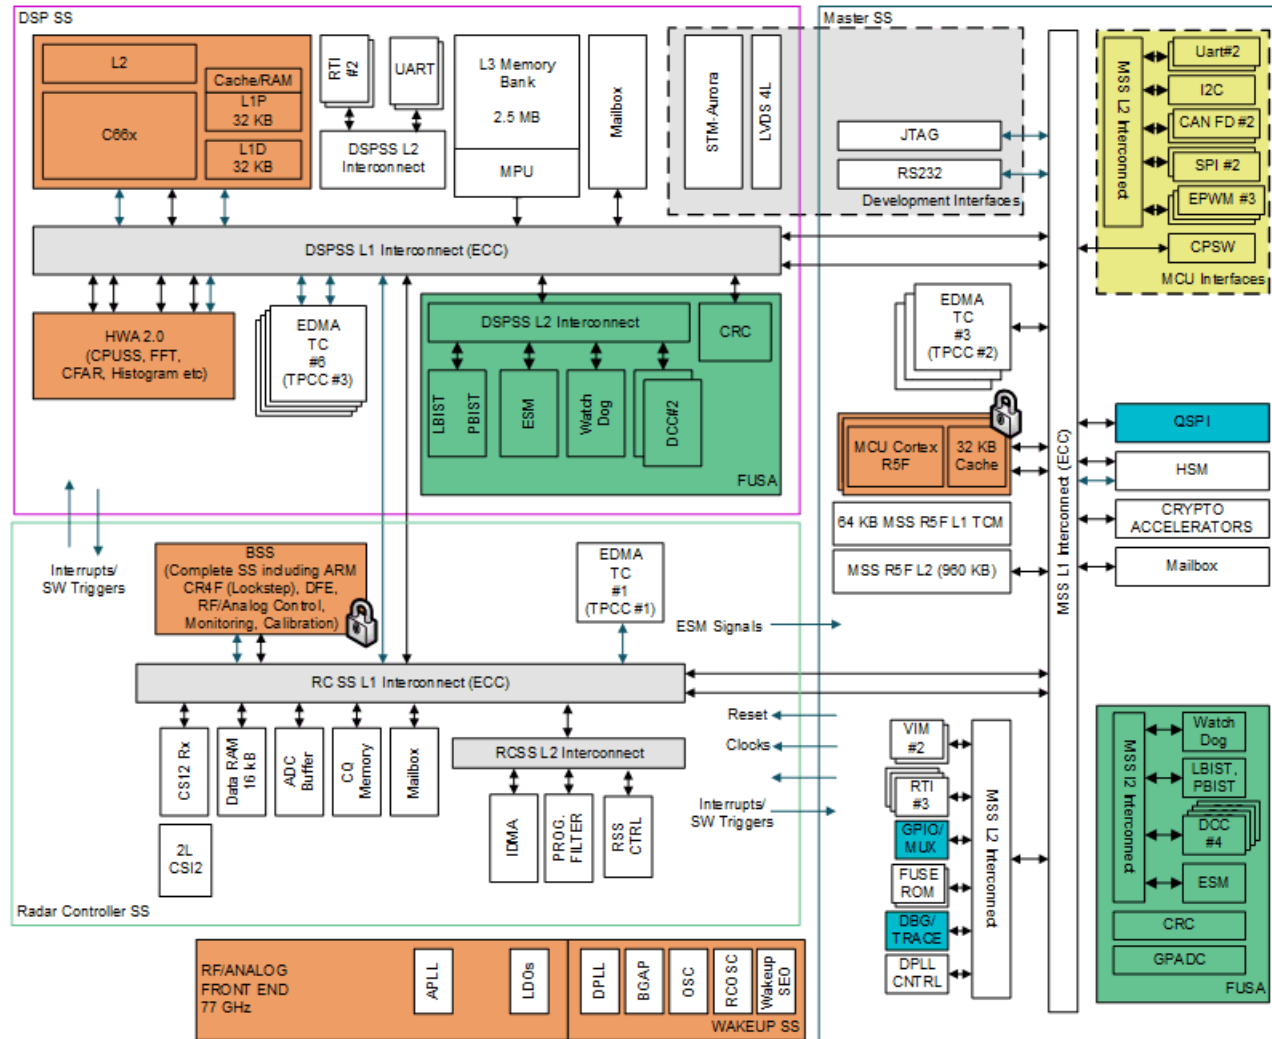 DSP SS
L2
C66x
Cache/RAM
L1P
32 KB
L1D
32 KB
RTI
#2
UART
DSPSS L2
Interconnect
L3 Memory
Bank
2.5 MB
MPU
Mailbox
STM-Aurora
LVDS 4L
JTAG
RS232
Development Interfaces
Master SS
MSS L2 Interconnect
Uart#2
I2C
CAN FD #2
SPI #2
EPWM #3
CPSW
MCU Interfaces
DSPSS L1 Interconnect (ECC)
HWA 2.0
(CPUSS, FFT,
CFAR, Histogram etc)
EDMA
TC
#6
(TPCC #3)
DSPSS L2 Interconnect
CRC
LBIST
PBIST
ESM
Watch
Dog
DCC#2
FUSA
EDMA
TC
#3
(TPCC #2)
MCU Cortex
R5F
32 KB
Cache
64 KB MSS R5F L1 TCM
MSS R5F L2 (960 KB)
MSS L1 Interconnect (ECC)
QSPI
HSM
CRYPTO
ACCELERATORS
Mailbox
Interrupts/
SW Triggers
BSS
(Complete SS including ARM
CR4F (Lockstep), DFE,
RF/Analog Control,
Monitoring, Calibration)
EDMA
TC
#1
(TPCC #1)
ESM Signals
RC SS L1 Interconnect (ECC)
CSI2 Rx
Data RAM
16 kB
ADC
Buffer
CQ
Memory
Mailbox
RCSS L2 Interconnect
IDMA
PROG.
FILTER
RSS
CTRL
2L
CSI2
Radar Controller SS
Reset
Clocks
Interrupts/
SW Triggers
VIM
#2
RTI
#3
GPIO/
MUX
FUSE
ROM
DBG/
TRACE
DPLL
CNTRL
MSS L2 Interconnect
MSS l2 Interconnect
Watch
Dog
LBIST,
PBIST
DCC
#4
ESM
CRC
GPADC
FUSA
RF/ANALOG
FRONT END
77 GHz
APLL
LDOs
DPLL
BGAP
OSC
RCOSC
Wakeup
SEO
WAKEUP SS